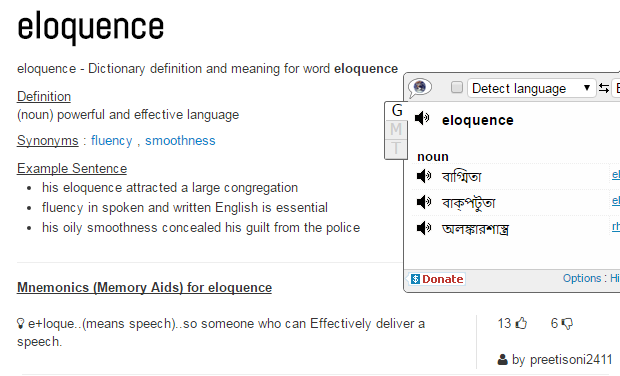 eloquence
eloquence - Dictionary definition and meaning for word eloquence
Definition
(noun) powerful and effective language
Synonyms : fluency , smoothness
Example Sentence
• his eloquence attracted a large congregation
• fluency in spoken and written English is essential
• his oily smoothness concealed his guilt from the police
Mnemonics (Memory Aids) for eloquence
e+loque..(means speech)..so someone who can Effectively deliver a
speech.
13 6
by preetisoni2411
Detect language
G
M
T
eloquence
noun
বাগ্মিতা
বাক্পটুতা
অলঙ্কারশাস্ত্র
Donate
Options :